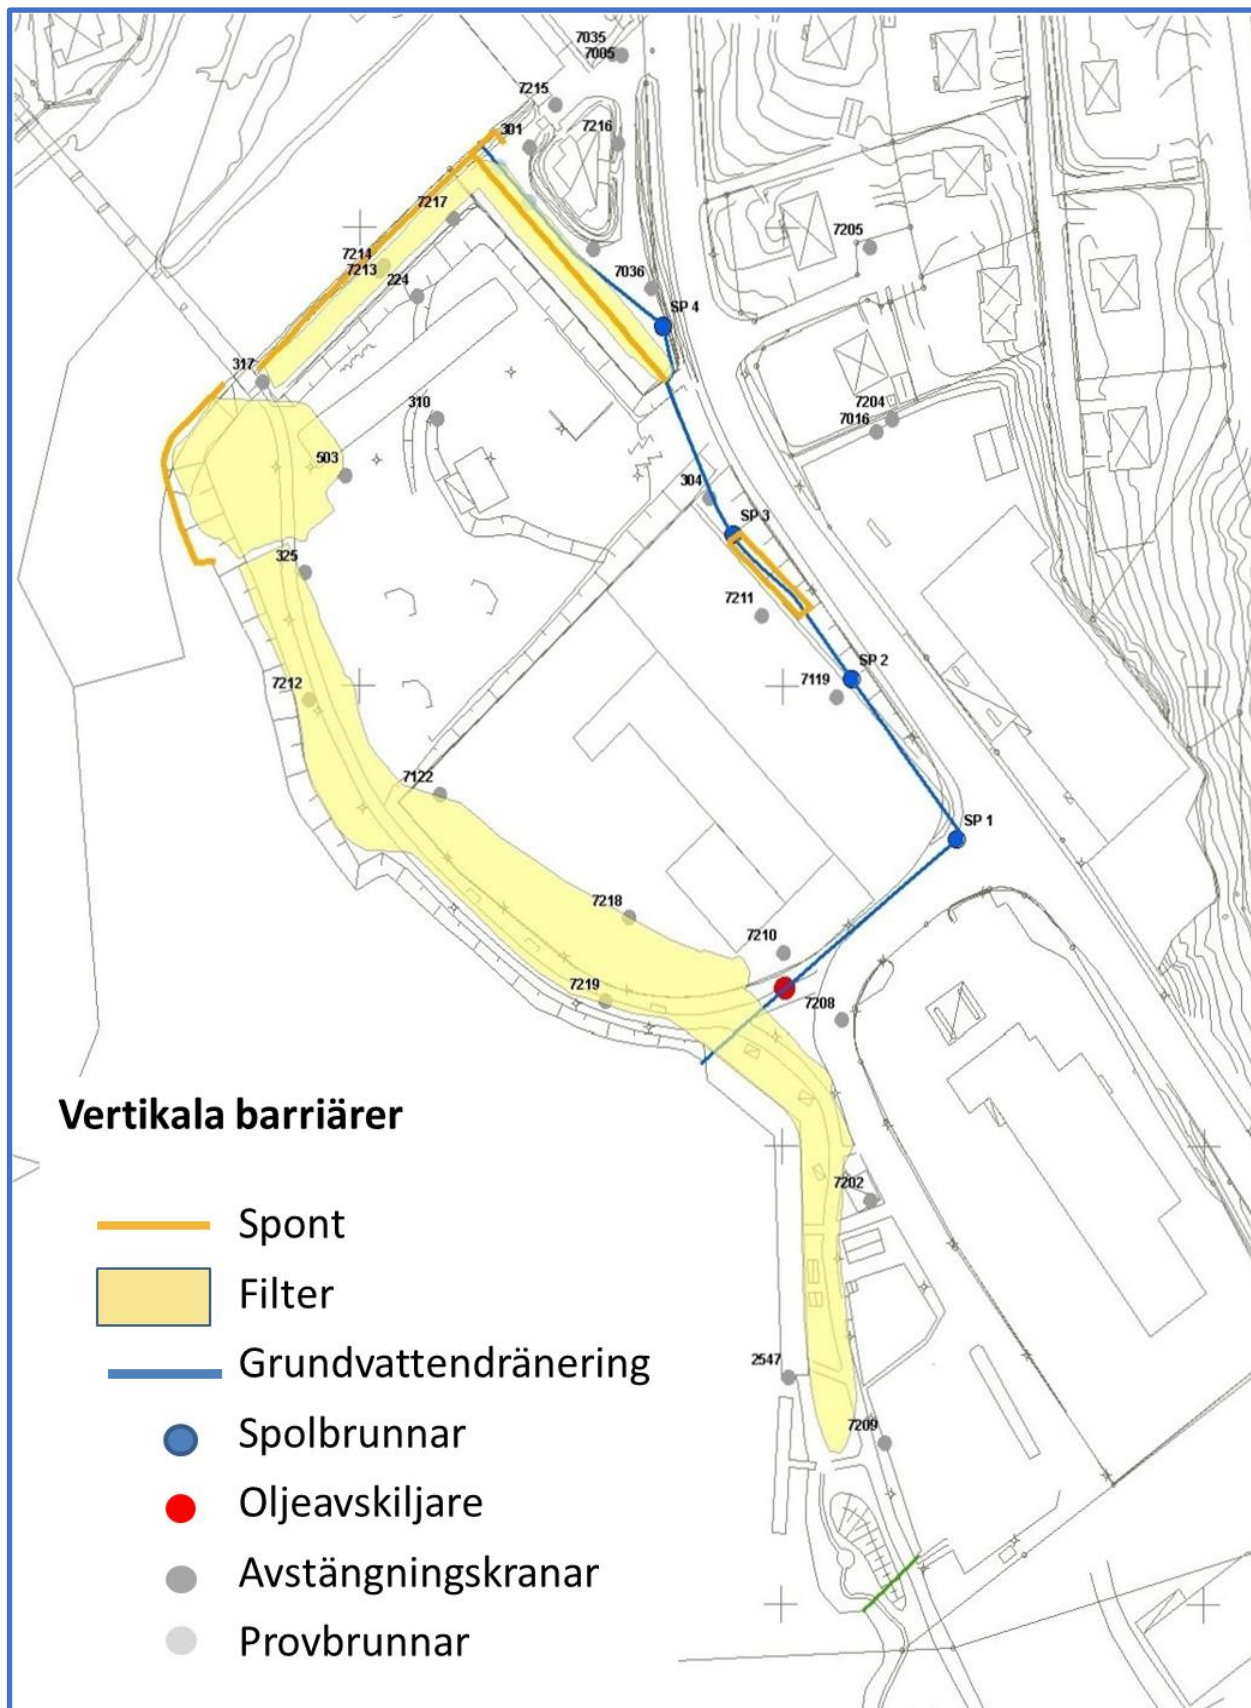 7035
7005
7215
301
7216
7217
7205
7214
7213
224
7036
SP 4
317
310
7204
7016
503
304
SP 3
325
7211
SP 2
7212
7119
7122
SP 1
7218
7210
7219
7208
Vertikala barriärer
7202
Spont
Filter
Grundvattendränering
2547
Spolbrunnar
7209
Oljeavskiljare
Avstängningskranar
Provbrunnar